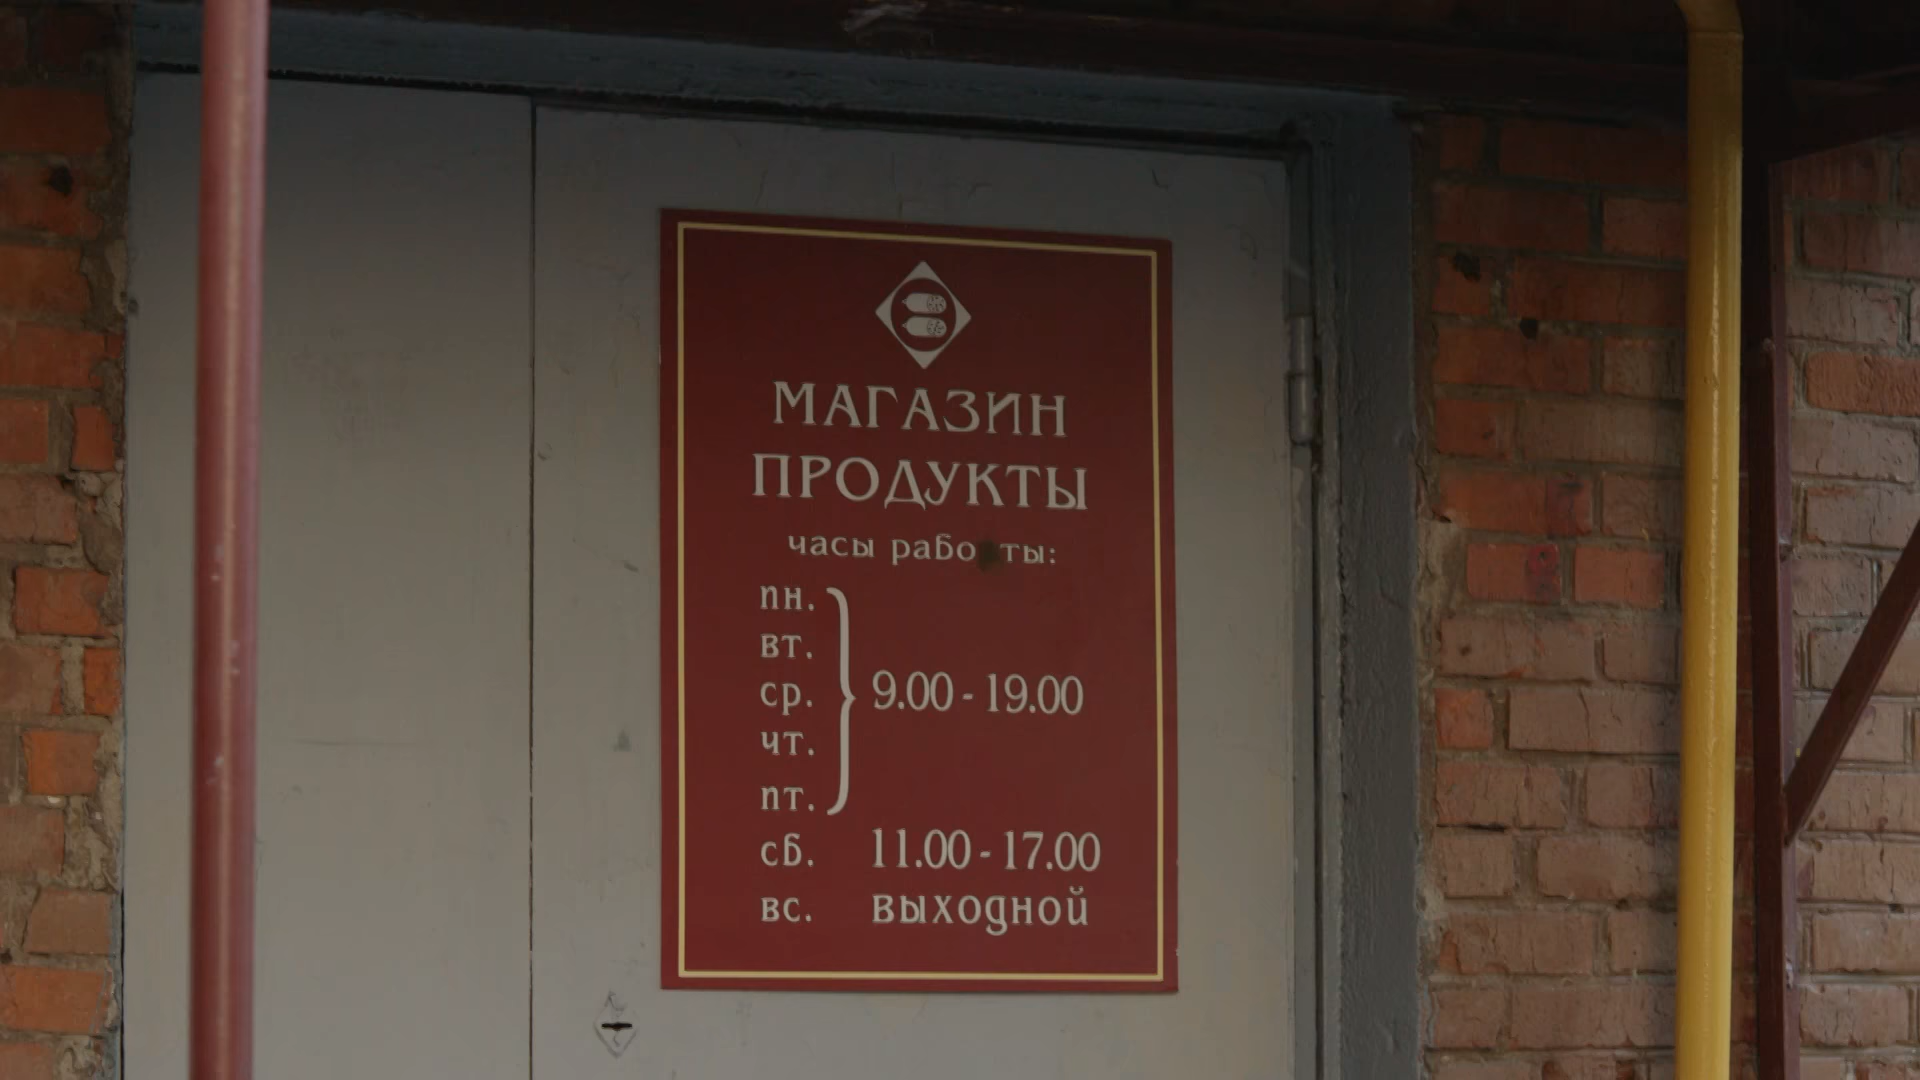 МАГАЗИН
ПРОДУКТЫ
часы работы:
пн.
вт.
ср. 9.00 - 19.00
чт.
пт.
сб. 11.00 - 17.00
вс. выходной